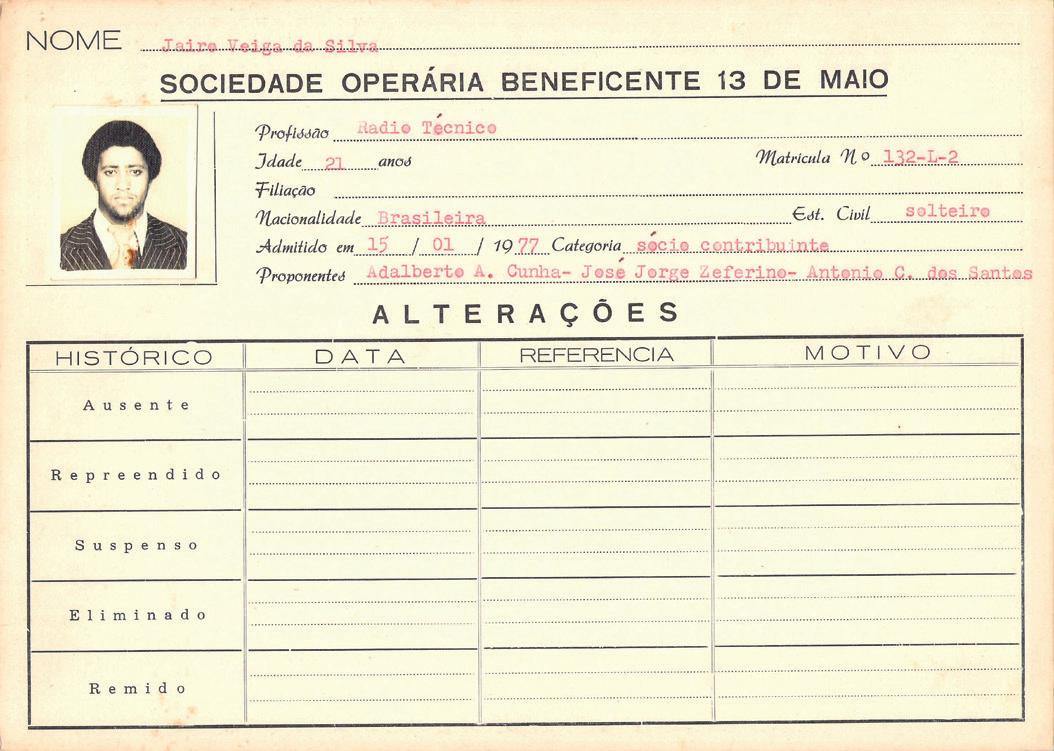 NOME Jairo Veiga da Silva
SOCIEDADE OPERÁRIA BENEFICENTE 13 DE MAIO
Profissão Radio Técnico
Idade 21 anos Matrícula Nº 132-L-2
Filiação
Nacionalidade Brasileira Est. Civil solteiro
Admitido em 15 / 01 / 1977 Categoria sócio contribuinte
Proponentes Adalberto A. Cunha- José Jorge Zeferino- Antonio C. dos Santos
ALTERAÇÕES
HISTÓRICO DATA REFERENCIA MOTIVO
Ausente
Repreendido
Suspenso
Eliminado
Remido